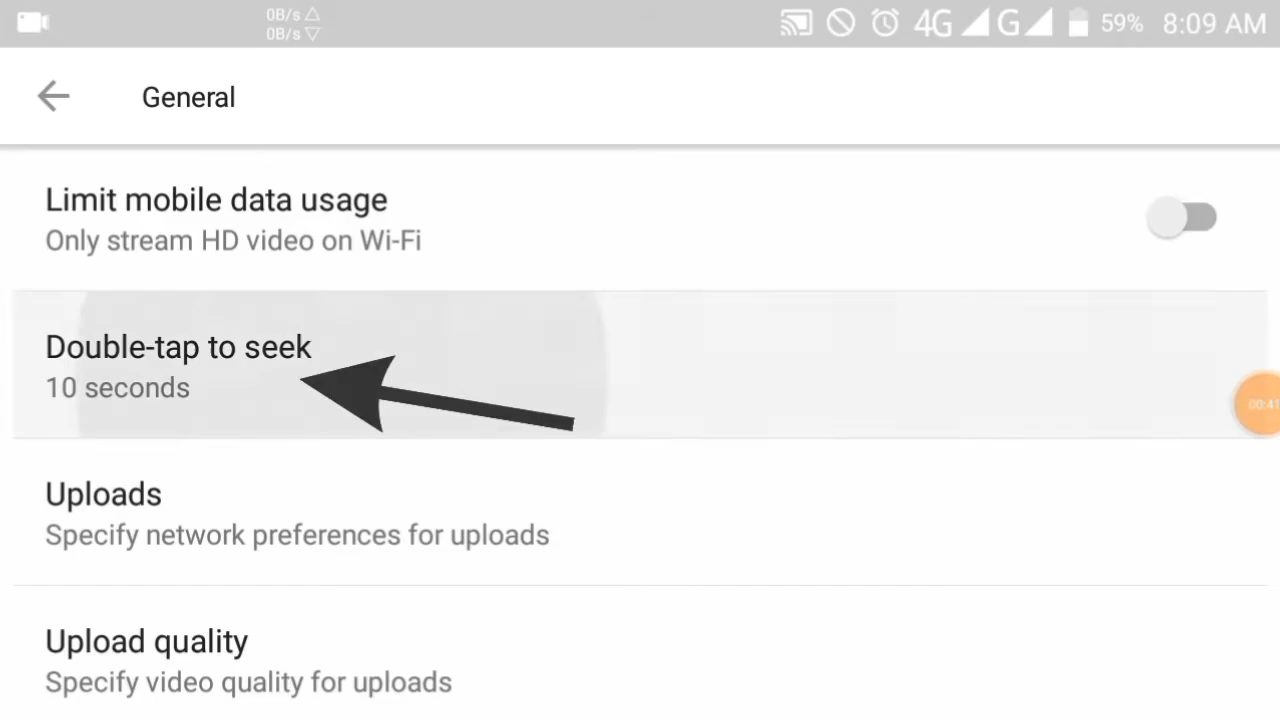 0B/s △
0B/s ▽
4G G 59% 8:09 AM
General
Limit mobile data usage
Only stream HD video on Wi-Fi
Double-tap to seek
10 seconds
00:41
Uploads
Specify network preferences for uploads
Upload quality
Specify video quality for uploads